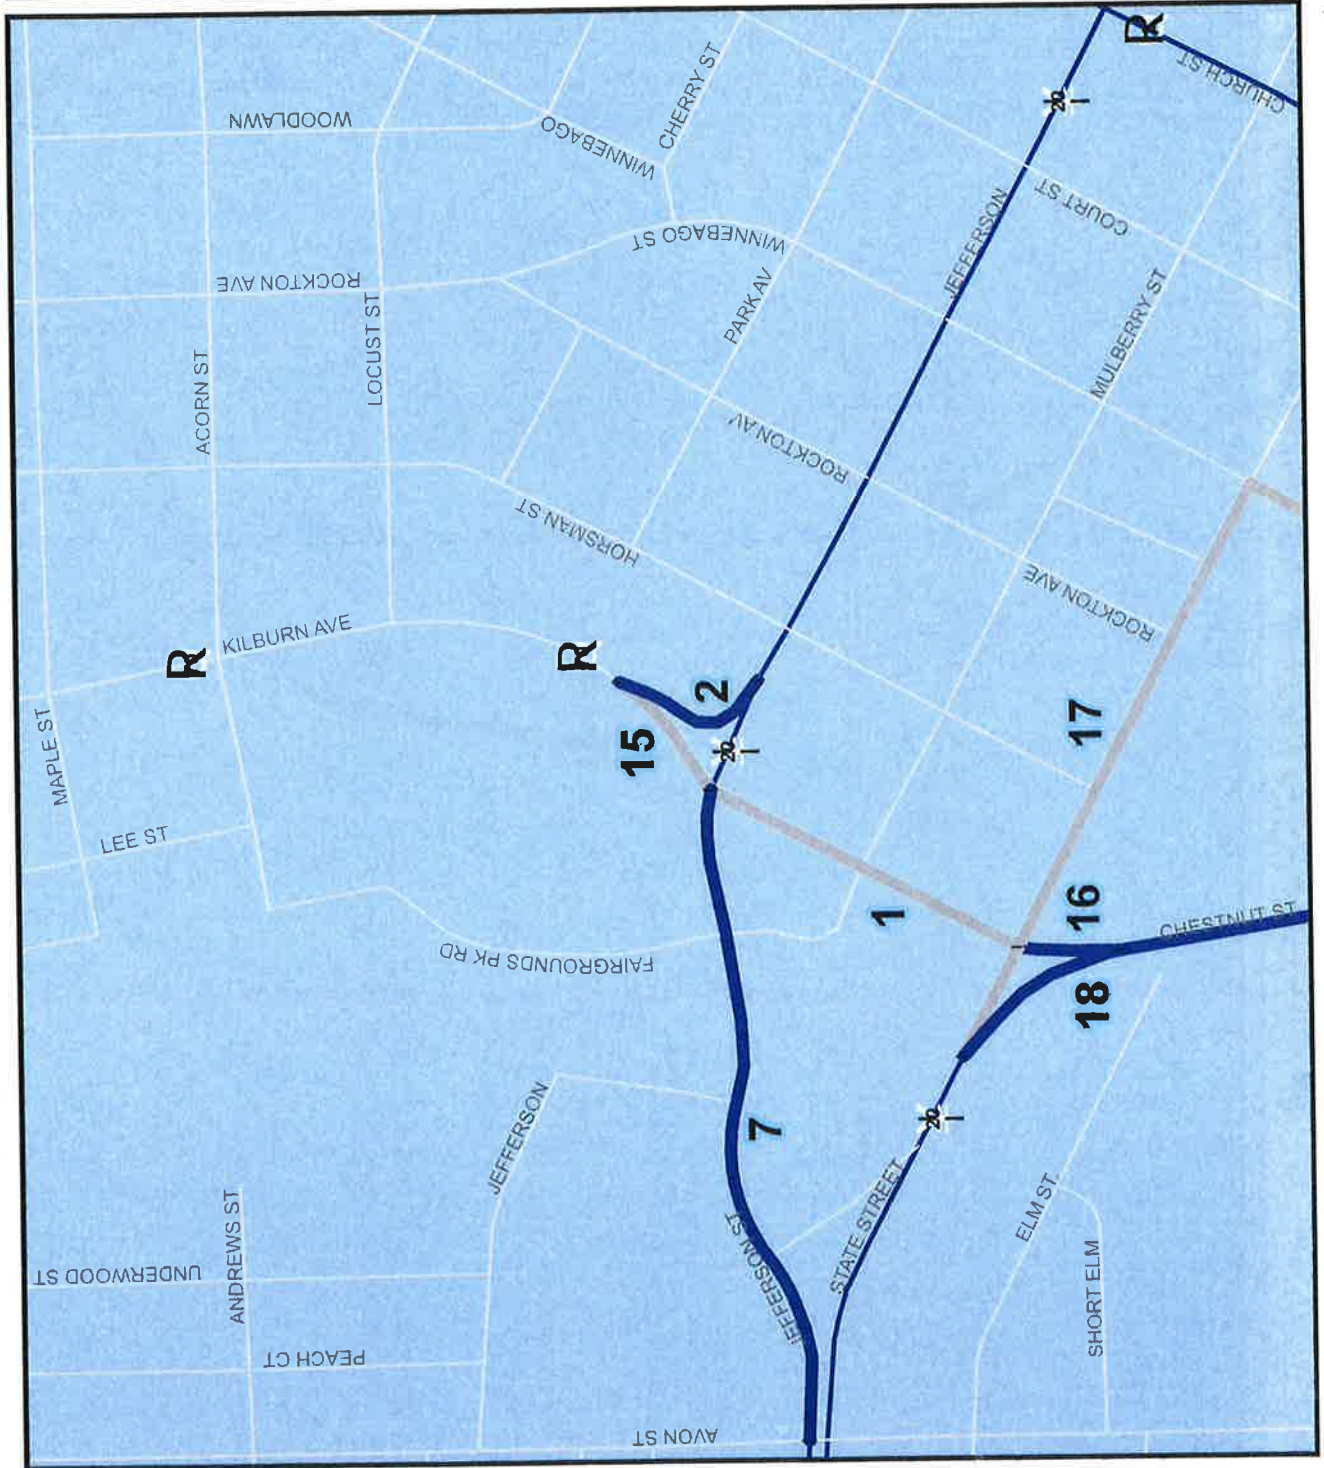 WOODLAWN
WINNEBAGO
CHERRY ST
R
CHURCH ST
20
COURT ST
JEFFERSON
WINNEBAGO ST
ROCKTON AVE
LOCUST ST
ACORN ST
PARK AV
MULBERRY ST
ROCKTON AV
HORSMAN ST
ROCKTON AVE
KILBURN AVE
R
R
2
15
20
17
MAPLE ST
LEE ST
1
16
CHESTNUT ST
18
FAIRGROUNDS PK RD
JEFFERSON
7
20
UNDERWOOD ST
ANDREWS ST
JEFFERSON ST
STATE STREET
ELM ST
SHORT ELM
PEACH CT
AVON ST